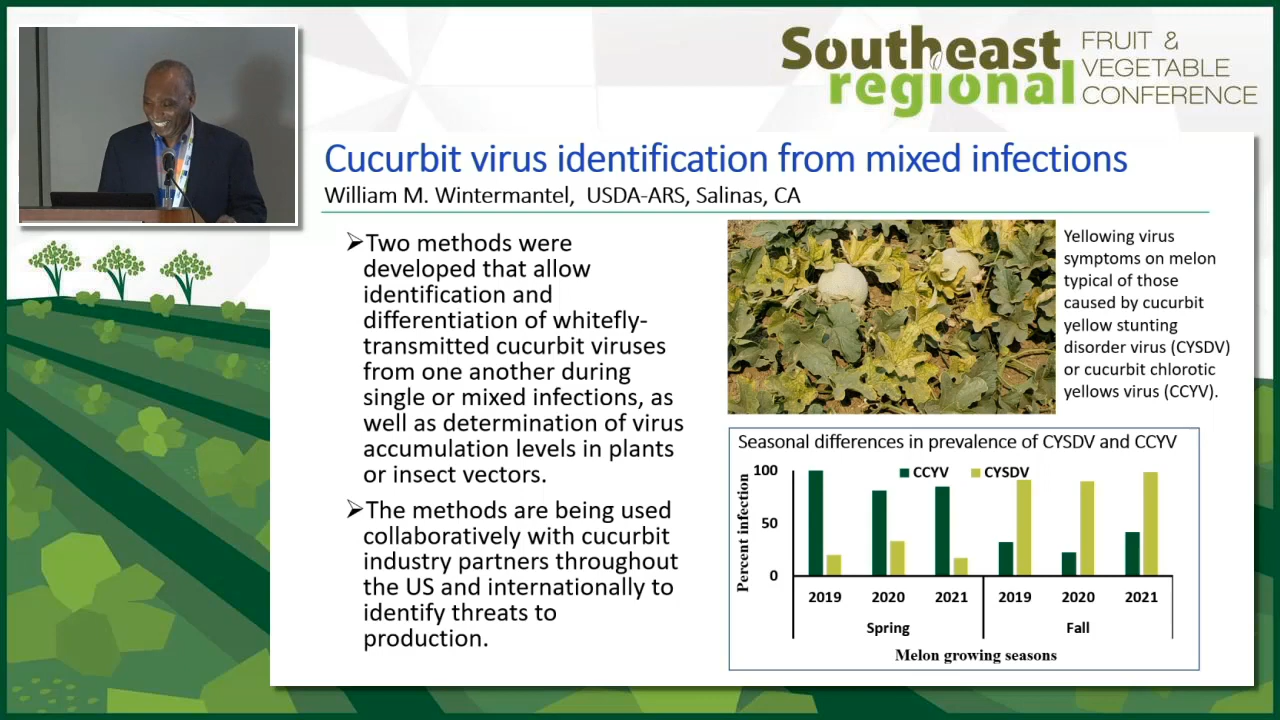 Southeast
regional
FRUIT &
VEGETABLE
CONFERENCE
Cucurbit virus identification from mixed infections
William M. Wintermantel, USDA-ARS, Salinas, CA
➢Two methods were
developed that allow
identification and
differentiation of whitefly-
transmitted cucurbit viruses
from one another during
single or mixed infections, as
well as determination of virus
accumulation levels in plants
or insect vectors.
➢The methods are being used
collaboratively with cucurbit
industry partners throughout
the US and internationally to
identify threats to
production.
Yellowing virus
symptoms on melon
typical of those
caused by cucurbit
yellow stunting
disorder virus (CYSDV)
or cucurbit chlorotic
yellows virus (CCYV).
Seasonal differences in prevalence of CYSDV and CCYV
CCYV CYSDV
Percent infection
100
50
0
2019 2020 2021 2019 2020 2021
Spring Fall
Melon growing seasons